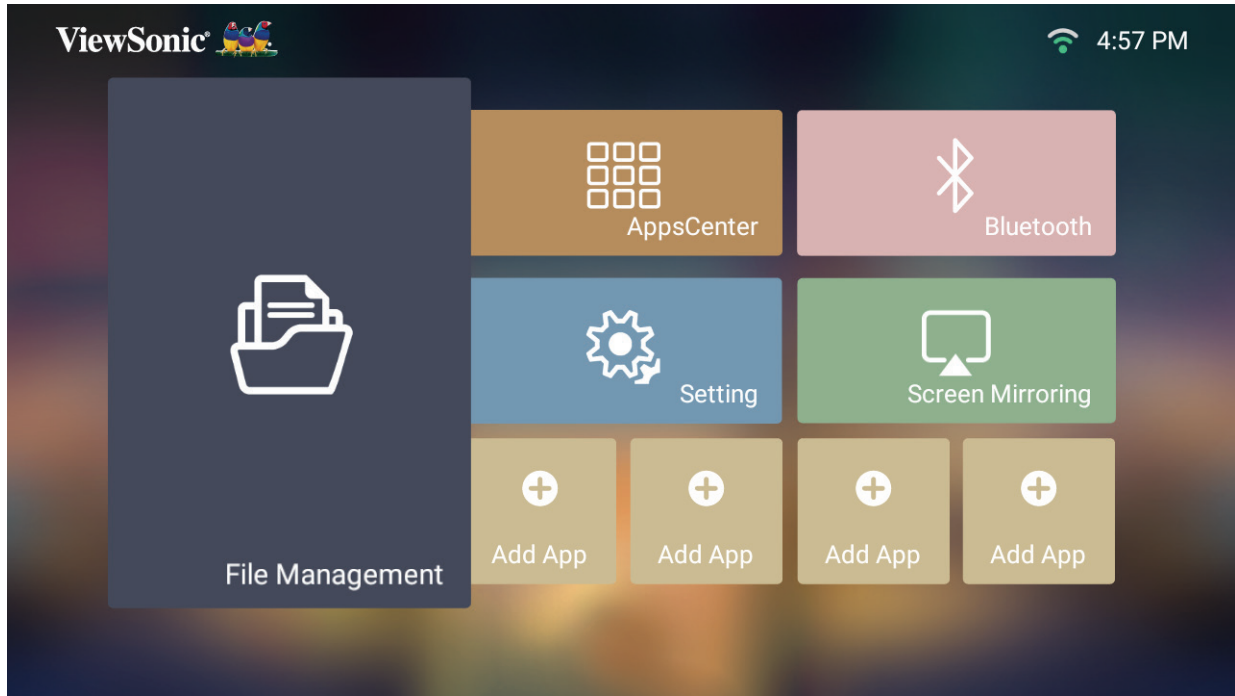 ViewSonic®
4:57 PM
AppsCenter
Bluetooth
Setting
Screen Mirroring
Add App
Add App
Add App
Add App
File Management